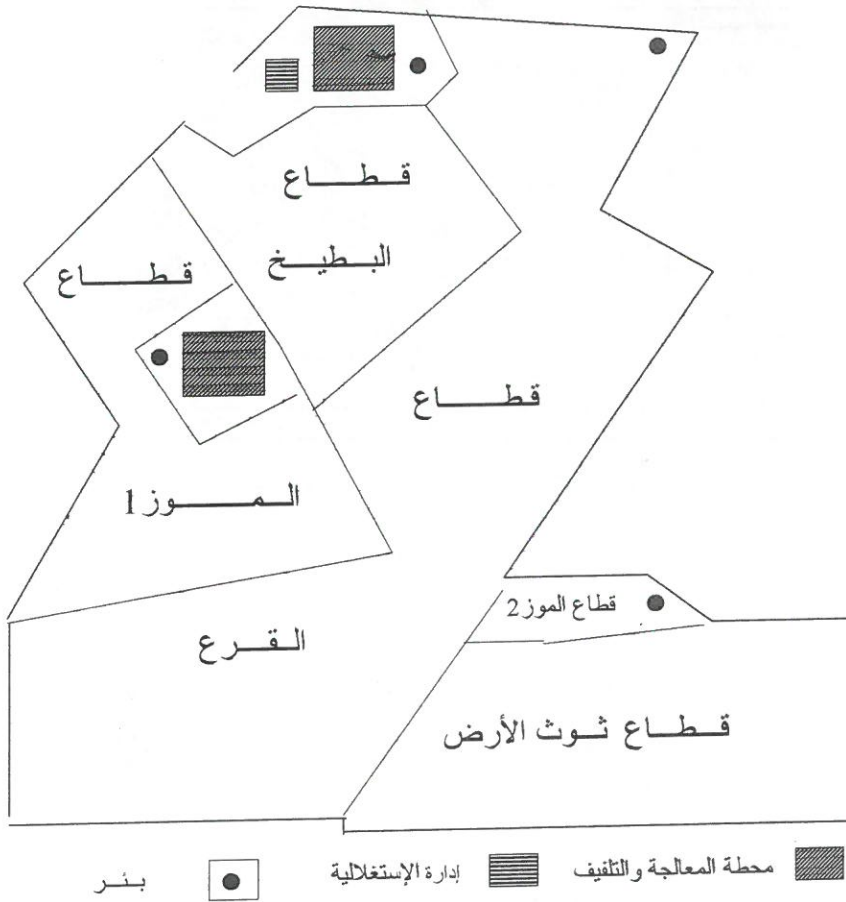 قطاع
البطيخ
قطاع
الموز1
قطاع
القرع
قطاع الموز2
قطاع ثوث الأرض
محطة المعالجة والتلفيف
إدارة الإستغلالية
بئر